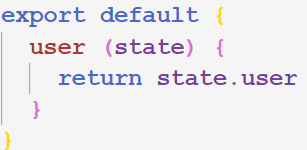 export default {
  user (state) {
    return state.user
  }
}